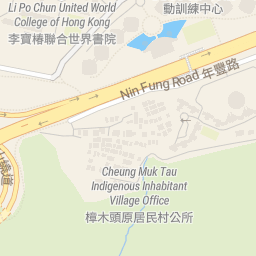 Li Po Chun United World
College of Hong Kong
李寶椿聯合世界書院
動訓練中心
Nin Fung Road 年豐路
Cheung Muk Tau
Indigenous Inhabitant
Village Office
樟木頭原居民村公所